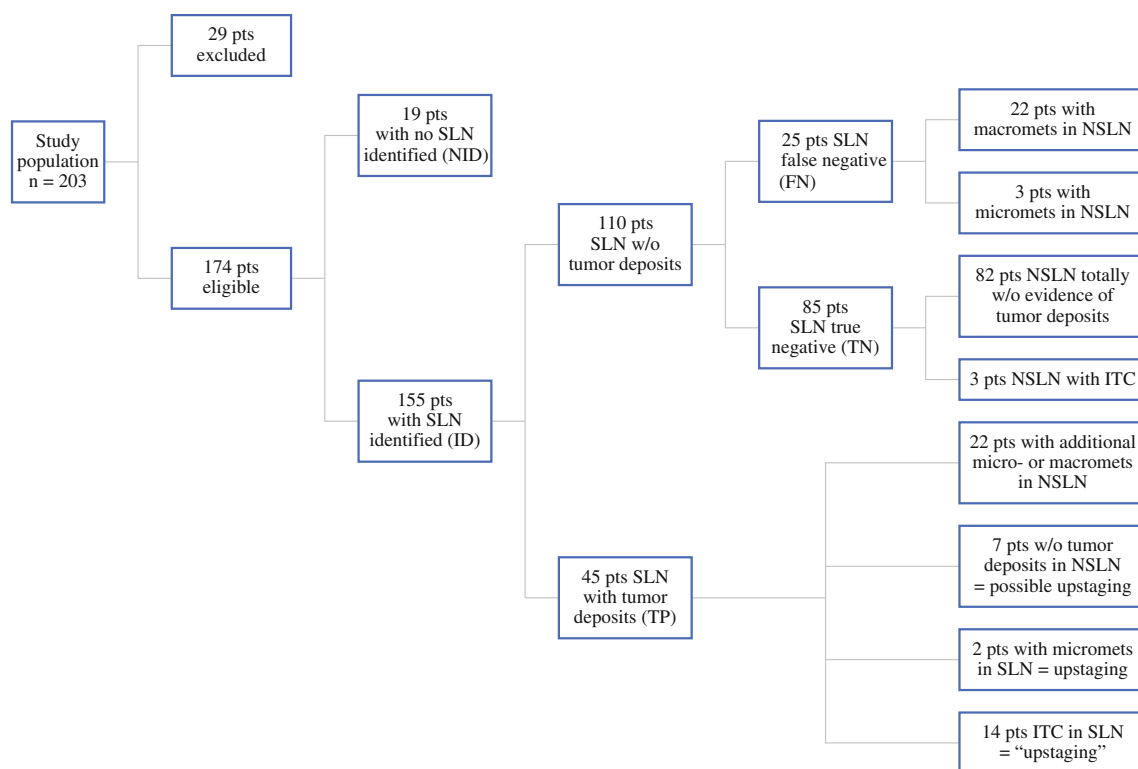 Study
population
n = 203
29 pts
excluded
174 pts
eligible
19 pts
with no SLN
identified (NID)
155 pts
with SLN
identified (ID)
110 pts
SLN w/o
tumor deposits
45 pts SLN
with tumor
deposits (TP)
25 pts SLN
false negative
(FN)
85 pts
SLN true
negative (TN)
22 pts with
macromets in NSLN
3 pts with
micromets in NSLN
82 pts NSLN totally
w/o evidence of
tumor deposits
3 pts NSLN with ITC
22 pts with additional
micro- or macromets
in NSLN
7 pts w/o tumor
deposits in NSLN
= possible upstaging
2 pts with micromets
in SLN = upstaging
14 pts ITC in SLN
= “upstaging”